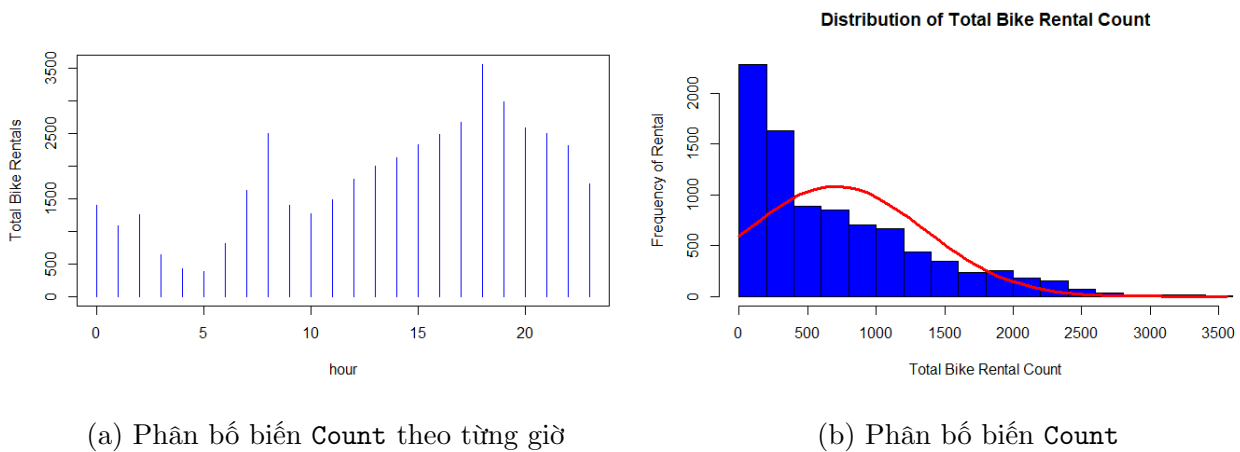 Total Bike Rentals
3500
2500
1500
500
0
0 5 10 15 20
hour
(a) Phân bố biến Count theo từng giờ
Distribution of Total Bike Rental Count
Frequency of Rental
2000
1500
1000
500
0
0 500 1000 1500 2000 2500 3000 3500
Total Bike Rental Count
(b) Phân bố biến Count